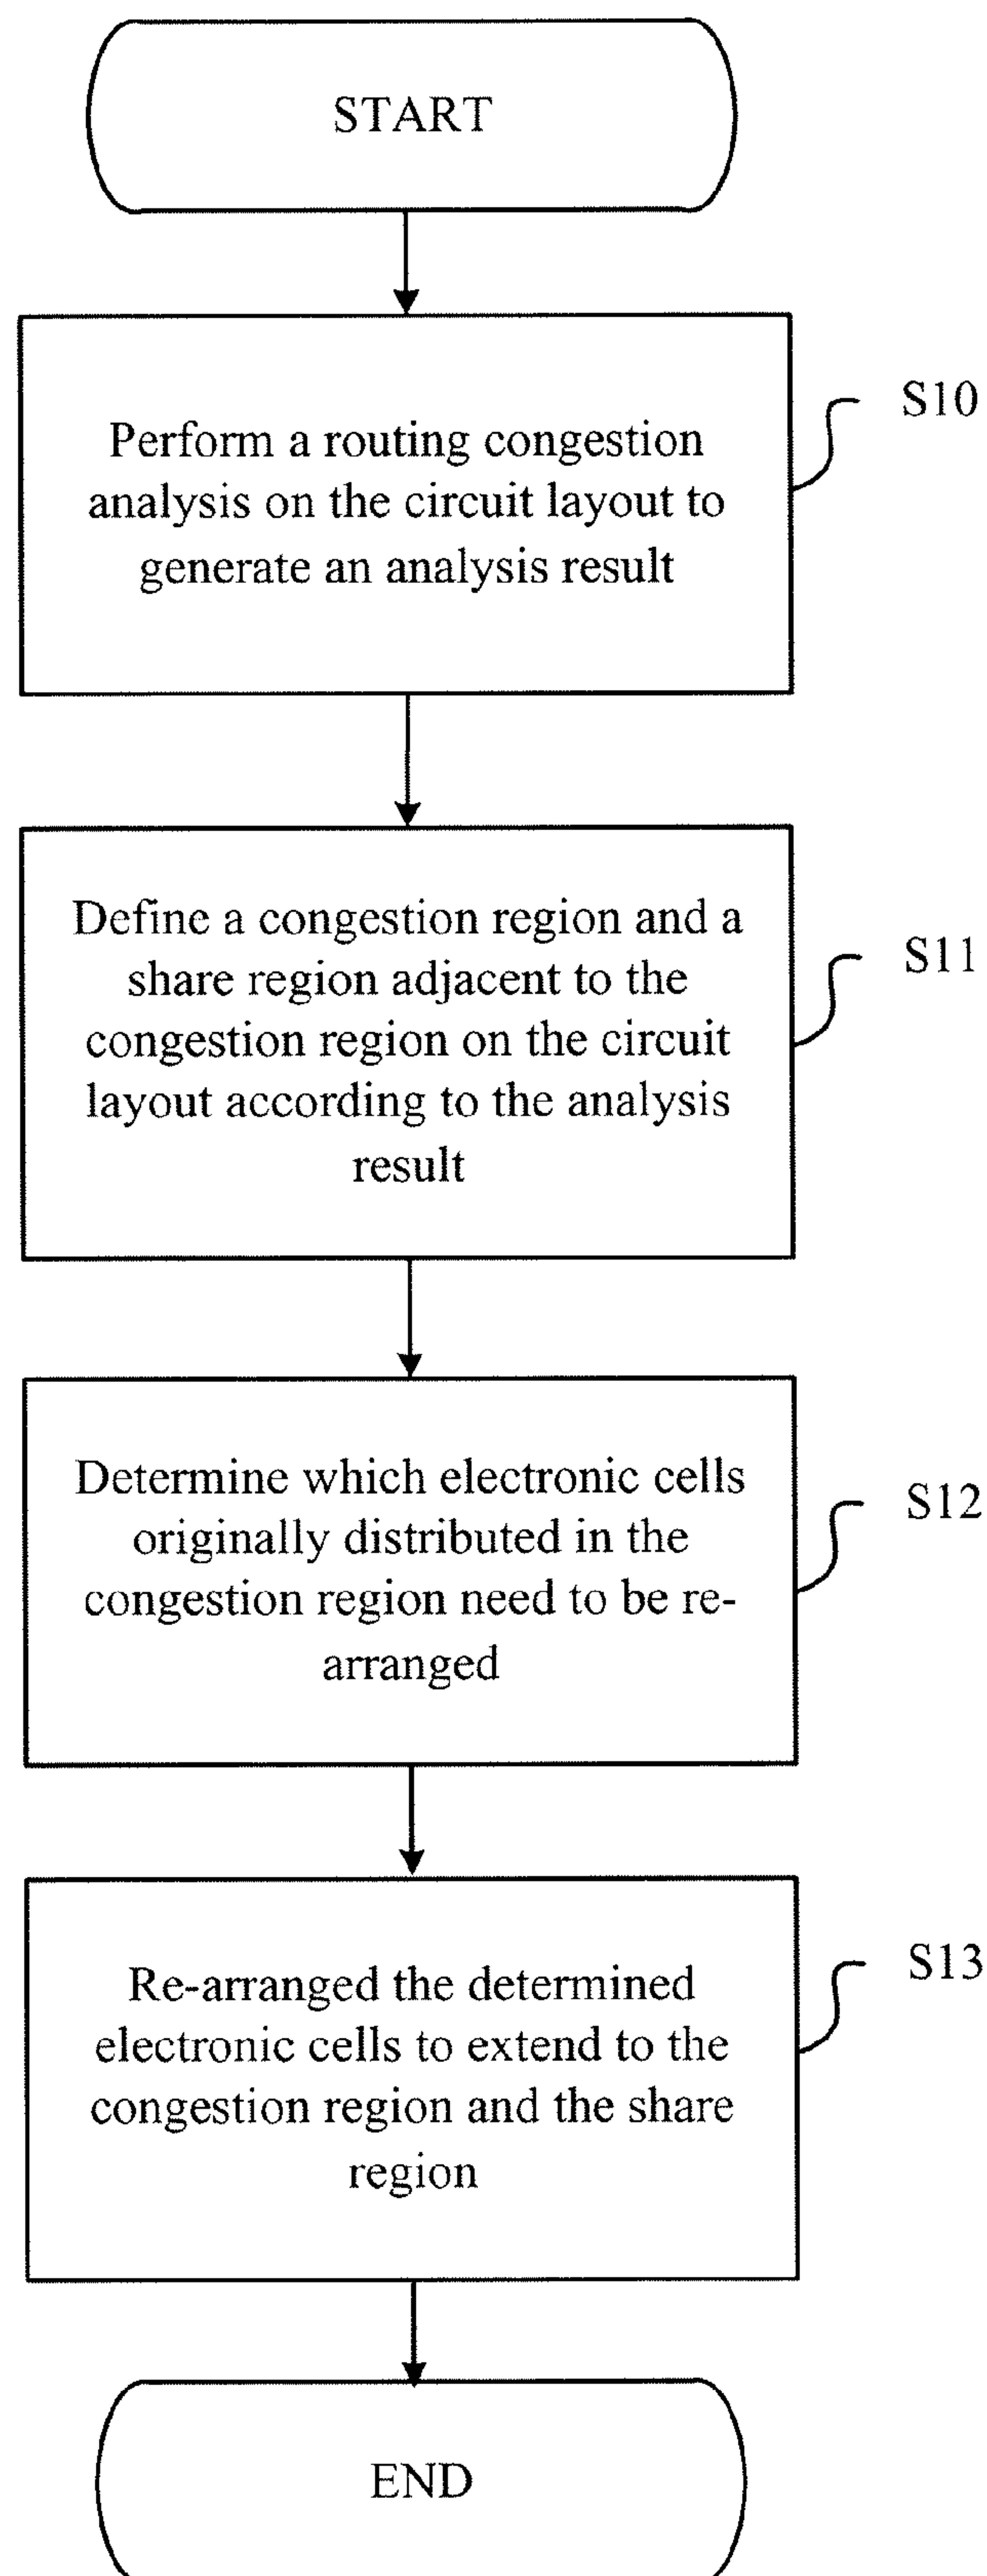 START
S10
Perform a routing congestion
analysis on the circuit layout to
generate an analysis result
S11
Define a congestion region and a
share region adjacent to the
congestion region on the circuit
layout according to the analysis
result
S12
Determine which electronic cells
originally distributed in the
congestion region need to be re-
arranged
S13
Re-arranged the determined
electronic cells to extend to the
congestion region and the share
region
END